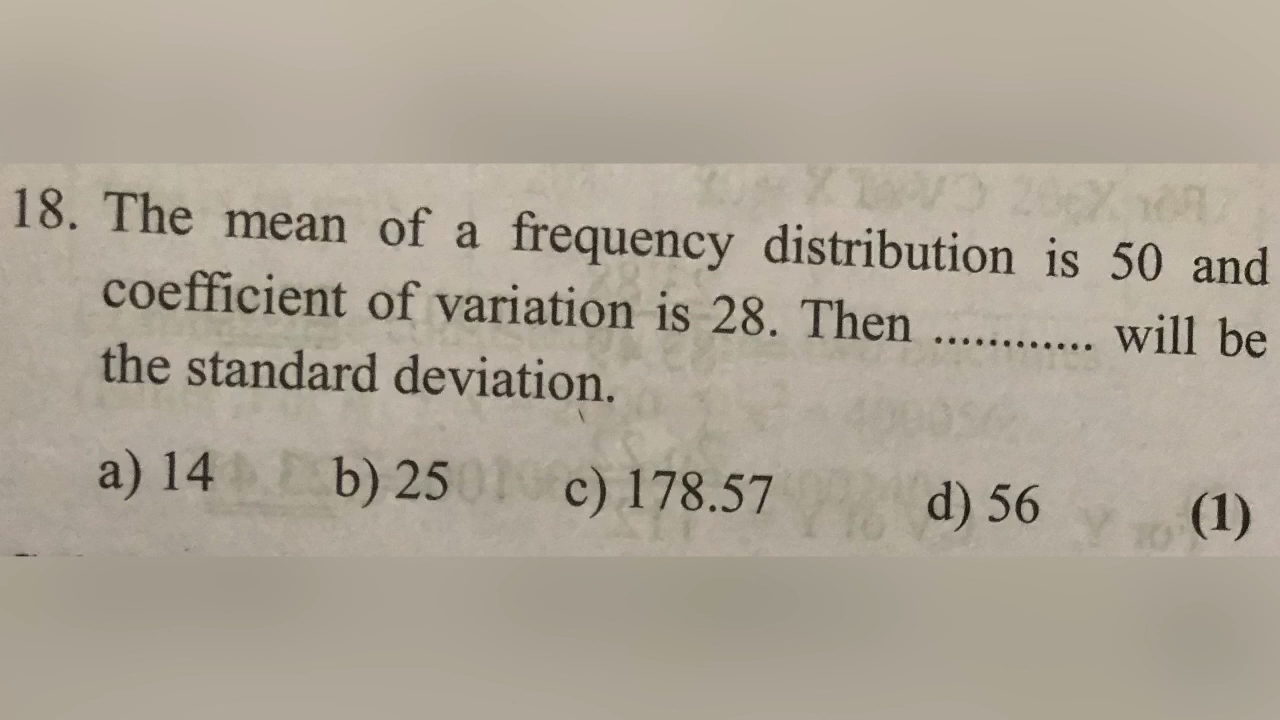 18. The mean of a frequency distribution is 50 and
coefficient of variation is 28. Then ............ will be
the standard deviation.
a) 14 b) 25 c) 178.57 d) 56 (1)